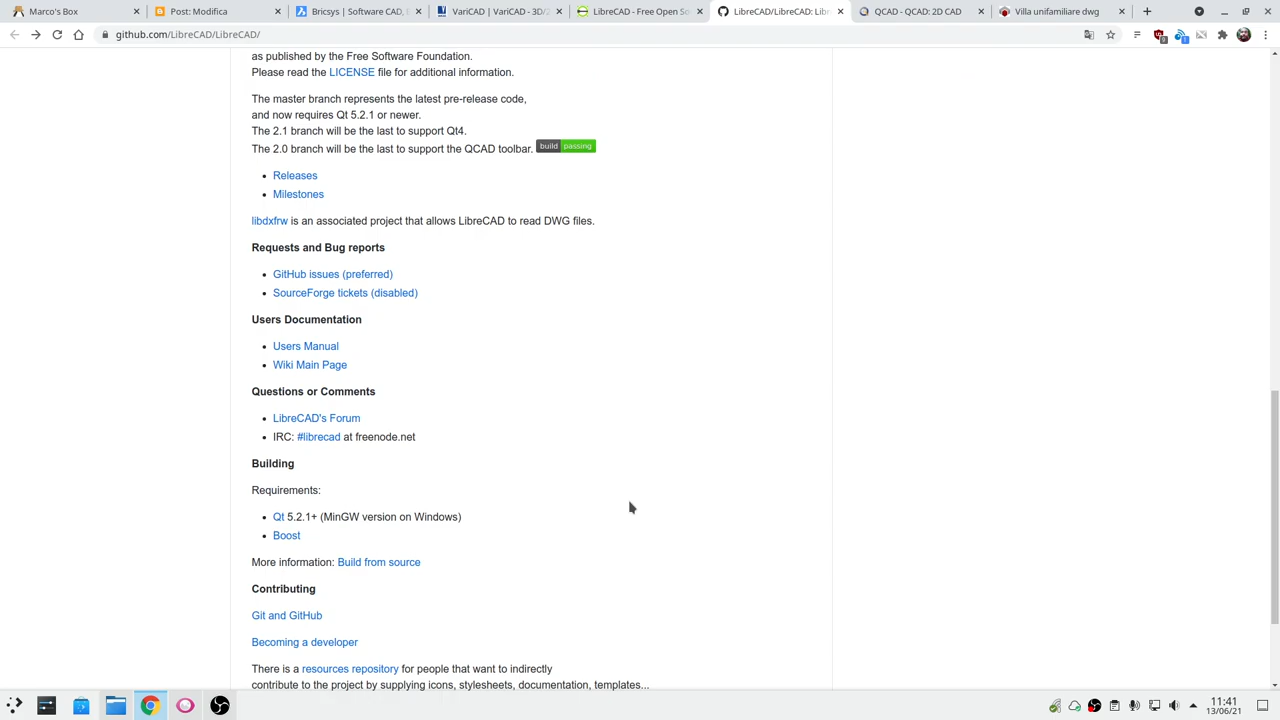 Marco's Box
Post: Modifica
Bricsys | Software CAD,
VariCAD | VariCAD - 3D/2
LibreCAD - Free Open So
LibreCAD/LibreCAD: Libr
QCAD - QCAD: 2D CAD
Villa unifamiliare dwg
github.com/LibreCAD/LibreCAD/
as published by the Free Software Foundation.
Please read the LICENSE file for additional information.
The master branch represents the latest pre-release code,
and now requires Qt 5.2.1 or newer.
The 2.1 branch will be the last to support Qt4.
The 2.0 branch will be the last to support the QCAD toolbar. build passing
Releases
Milestones
libdxfrw is an associated project that allows LibreCAD to read DWG files.
Requests and Bug reports
GitHub issues (preferred)
SourceForge tickets (disabled)
Users Documentation
Users Manual
Wiki Main Page
Questions or Comments
LibreCAD's Forum
IRC: #librecad at freenode.net
Building
Requirements:
Qt 5.2.1+ (MinGW version on Windows)
Boost
More information: Build from source
Contributing
Git and GitHub
Becoming a developer
There is a resources repository for people that want to indirectly
contribute to the project by supplying icons, stylesheets, documentation, templates...
11:41
13/06/21